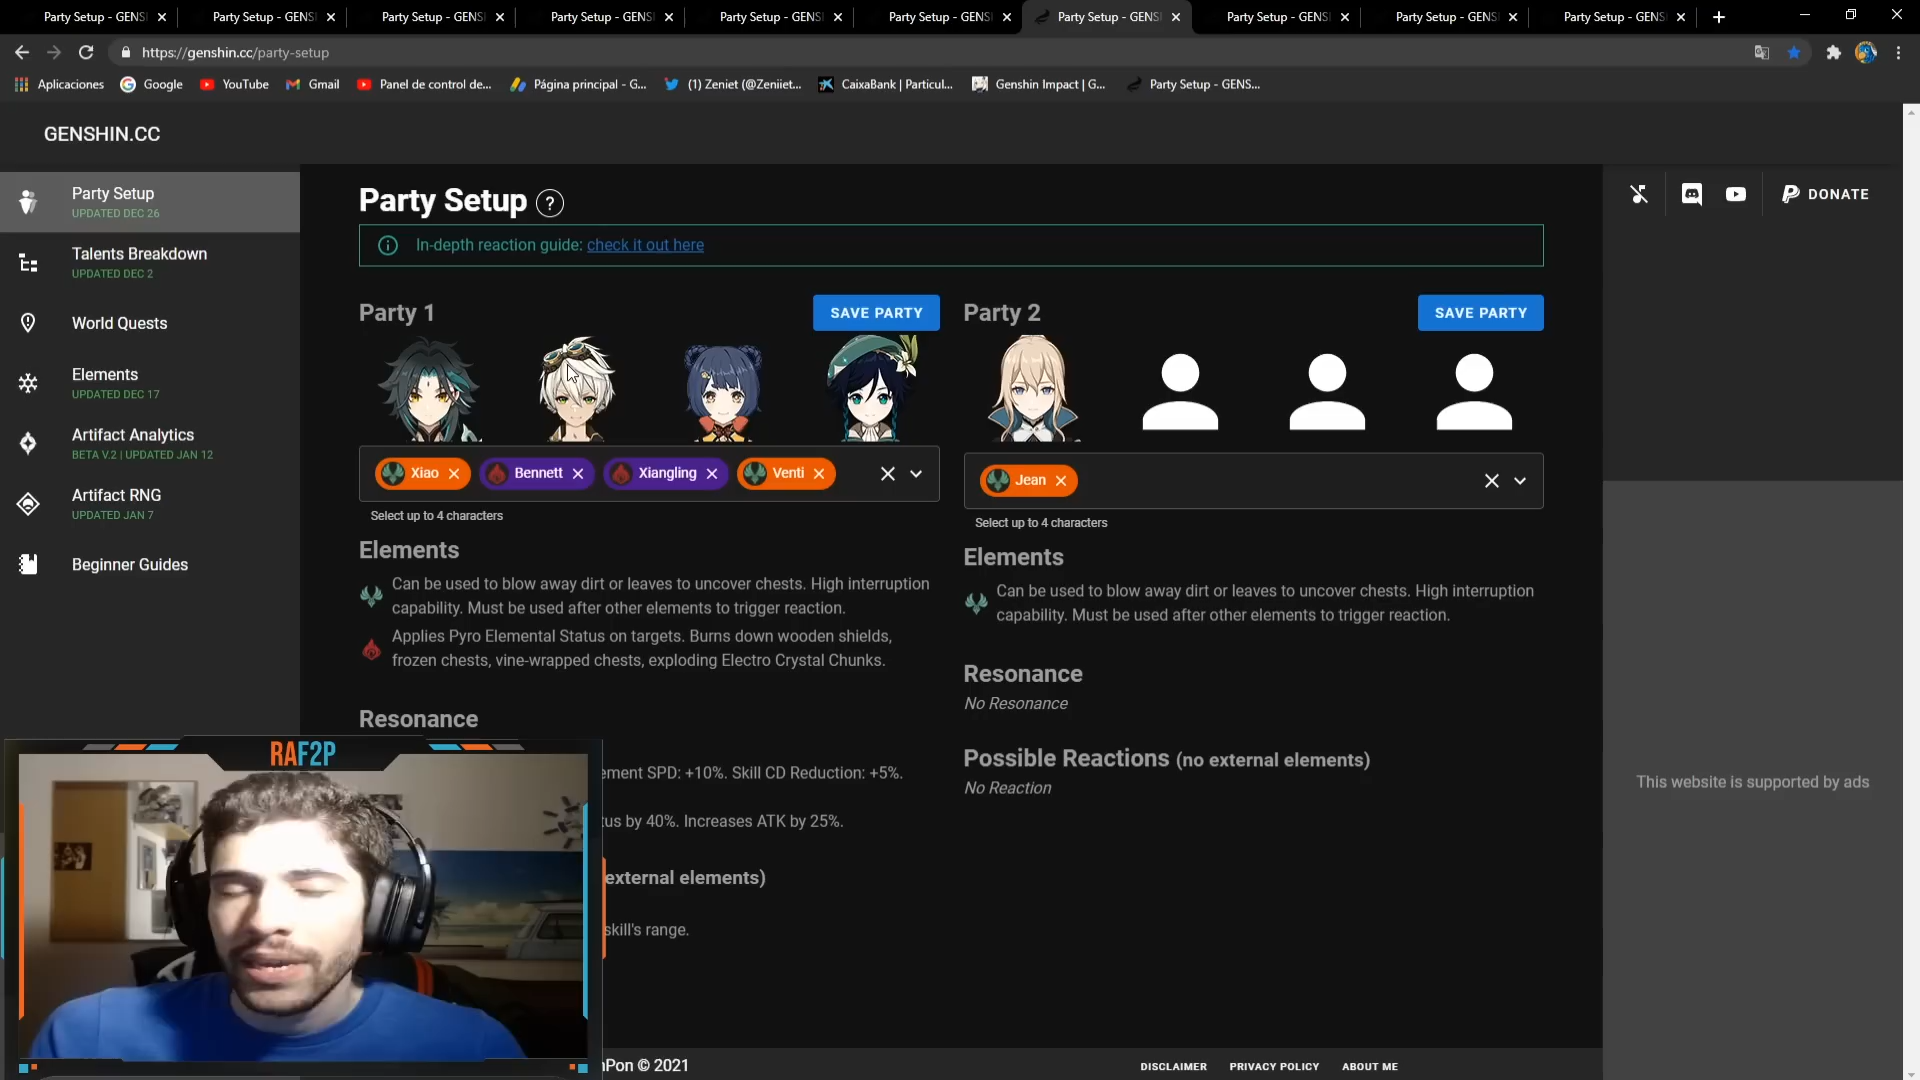 Party Setup - GENSI
Party Setup - GENSI
Party Setup - GENSI
Party Setup - GENSI
Party Setup - GENSI
Party Setup - GENSI
Party Setup - GENSI
Party Setup - GENSI
Party Setup - GENSI
Party Setup - GENSI
https://genshin.cc/party-setup
Aplicaciones
Google
YouTube
Gmail
Panel de control de...
Página principal - G...
(1) Zeniet (@Zeniiet...
CaixaBank | Particul...
Genshin Impact | G...
Party Setup - GENS...
GENSHIN.CC
Party Setup
UPDATED DEC 26
Talents Breakdown
UPDATED DEC 2
World Quests
Elements
UPDATED DEC 17
Artifact Analytics
BETA V.2 | UPDATED JAN 12
Artifact RNG
UPDATED JAN 7
Beginner Guides
Party Setup ?
In-depth reaction guide: check it out here
DONATE
Party 1
SAVE PARTY
Xiao
Bennett
Xiangling
Venti
Select up to 4 characters
Elements
Can be used to blow away dirt or leaves to uncover chests. High interruption
capability. Must be used after other elements to trigger reaction.
Applies Pyro Elemental Status on targets. Burns down wooden shields,
frozen chests, vine-wrapped chests, exploding Electro Crystal Chunks.
Resonance
ement SPD: +10%. Skill CD Reduction: +5%.
tus by 40%. Increases ATK by 25%.
external elements)
skill's range.
Party 2
SAVE PARTY
Jean
Select up to 4 characters
Elements
Can be used to blow away dirt or leaves to uncover chests. High interruption
capability. Must be used after other elements to trigger reaction.
Resonance
No Resonance
Possible Reactions (no external elements)
No Reaction
This website is supported by ads
RAF2P
nPon © 2021
DISCLAIMER
PRIVACY POLICY
ABOUT ME